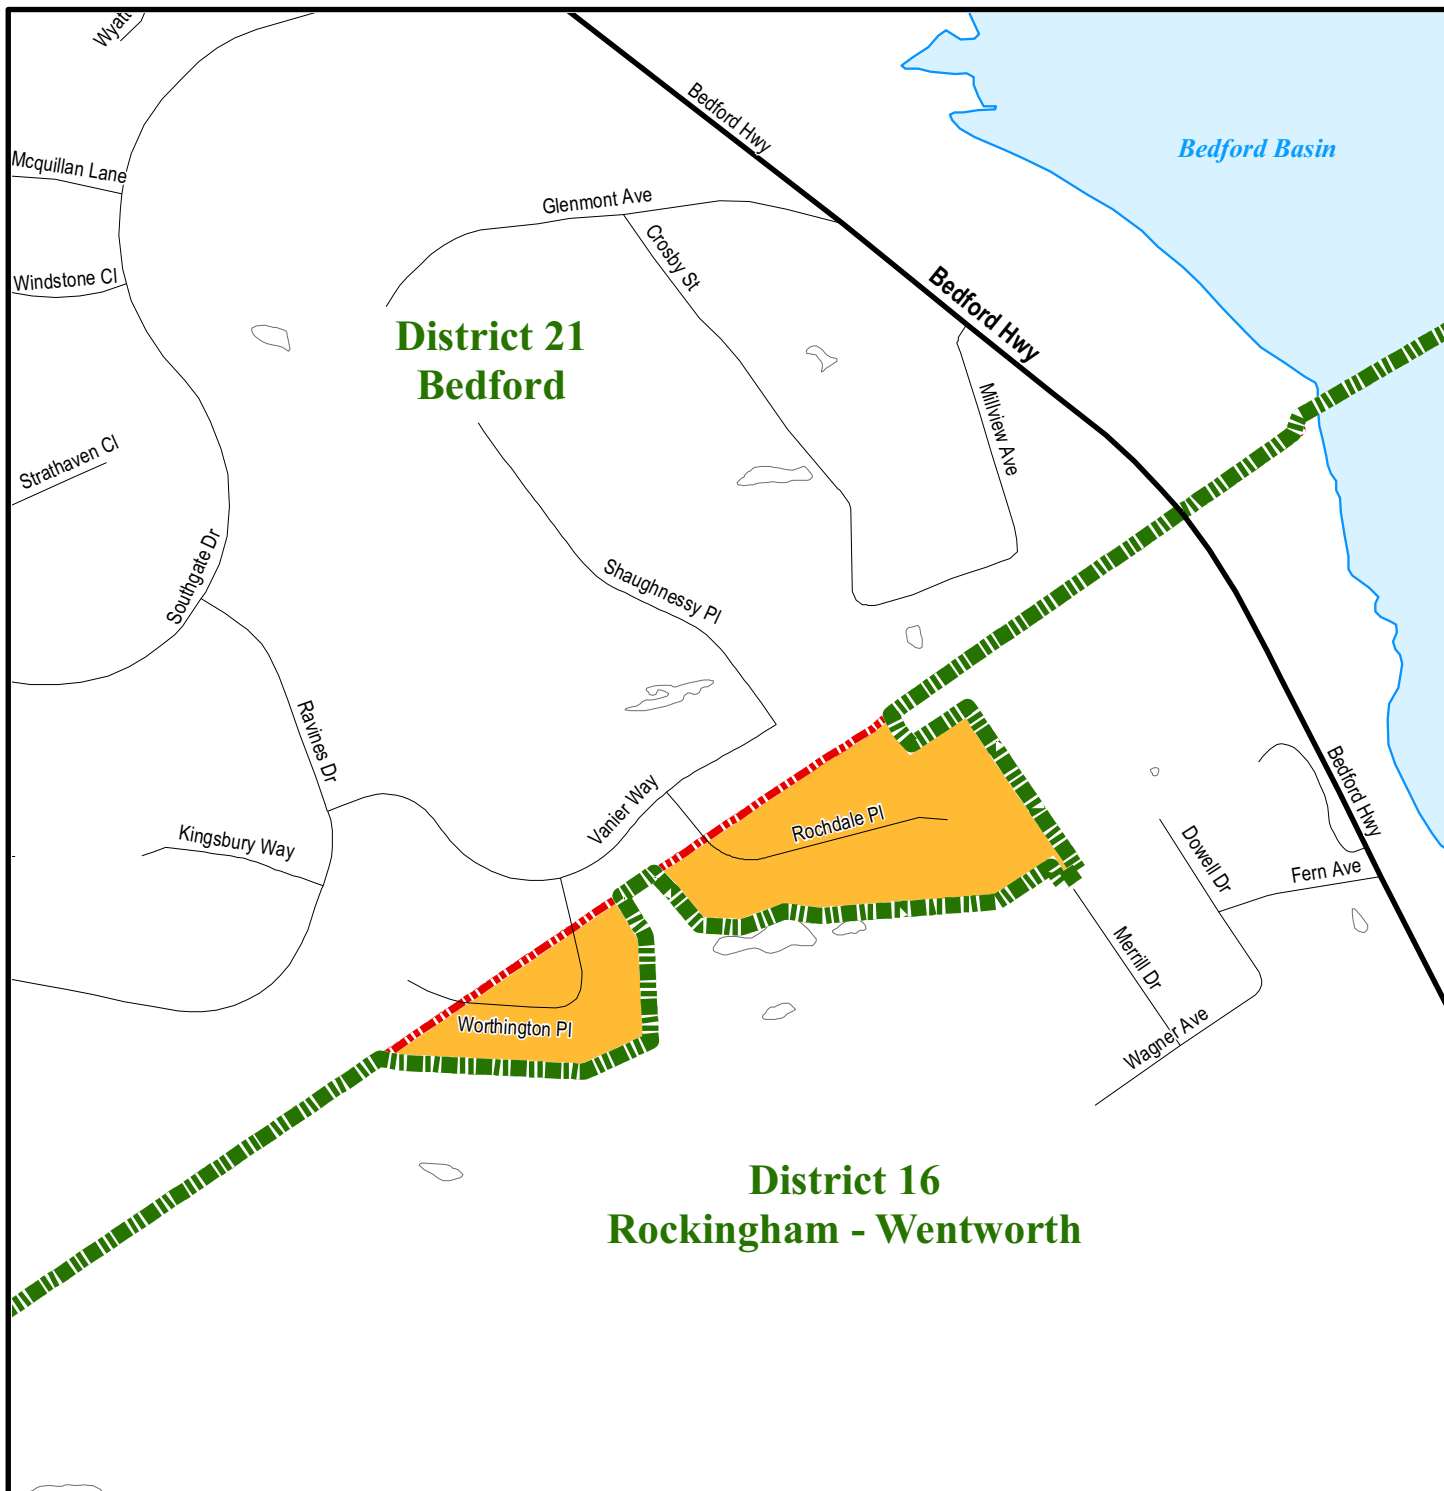 Wyatt
Bedford Hwy
Bedford Basin
Mcquillan Lane
Glenmont Ave
Crosby St
Windstone Cl
Bedford Hwy
District 21
Bedford
Millview Ave
Strathaven Cl
Southgate Dr
Shaughnessy Pl
Ravines Dr
Vanier Way
Rochdale Pl
Bedford Hwy
Kingsbury Way
Dowell Dr
Fern Ave
Merrill Dr
Worthington Pl
Wagner Ave
District 16
Rockingham - Wentworth